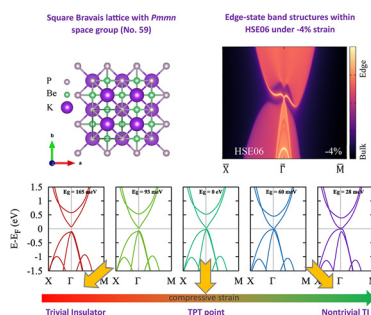 Square Bravais lattice with Pmmn
space group (No. 59)
Edge-state band structures within
HSE06 under -4% strain
P
Be
K
b
a
HSE06
-4%
Edge
Bulk
X̅ Γ̅ M̅
E-E_F (eV)
1.5
1.0
0.5
0
-0.5
-1.0
-1.5
Eg = 165 meV
Eg = 93 meV
Eg = 0 eV
Eg = 60 meV
Eg = 28 meV
X Γ M X Γ M X Γ M X Γ M X Γ M
compressive strain
Trivial Insulator
TPT point
Nontrivial TI